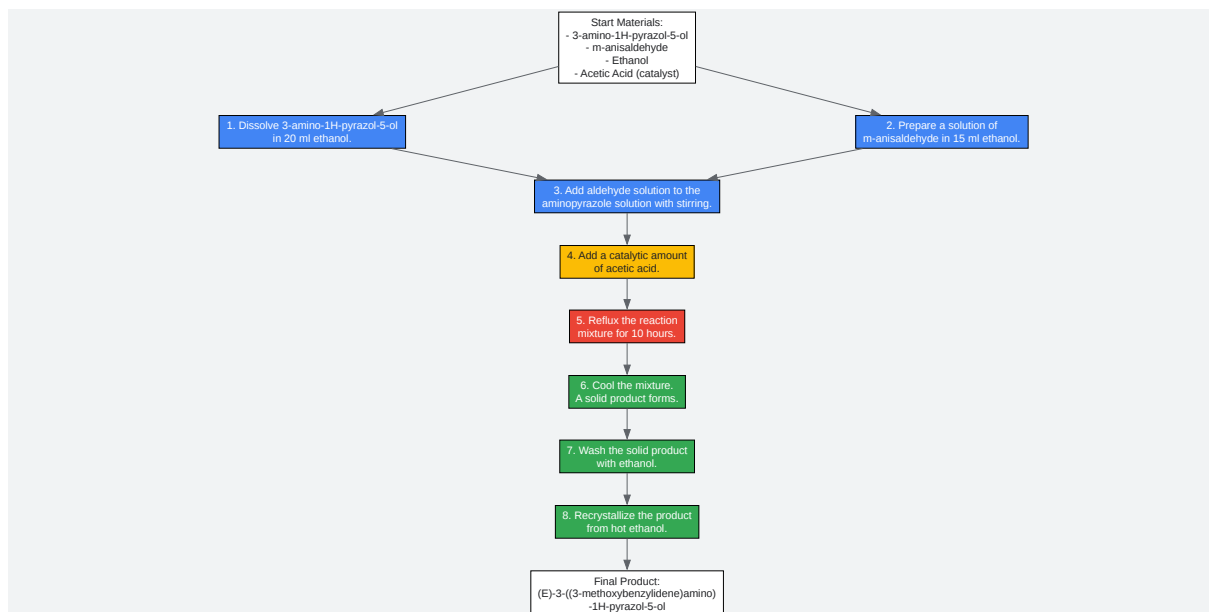 Start Materials:
- 3-amino-1H-pyrazol-5-ol
- m-anisaldehyde
- Ethanol
- Acetic Acid (catalyst)
1. Dissolve 3-amino-1H-pyrazol-5-ol
in 20 ml ethanol.
2. Prepare a solution of
m-anisaldehyde in 15 ml ethanol.
3. Add aldehyde solution to the
aminopyrazole solution with stirring.
4. Add a catalytic amount
of acetic acid.
5. Reflux the reaction
mixture for 10 hours.
6. Cool the mixture.
A solid product forms.
7. Wash the solid product
with ethanol.
8. Recrystallize the product
from hot ethanol.
Final Product:
(E)-3-((3-methoxybenzylidene)amino)
-1H-pyrazol-5-ol